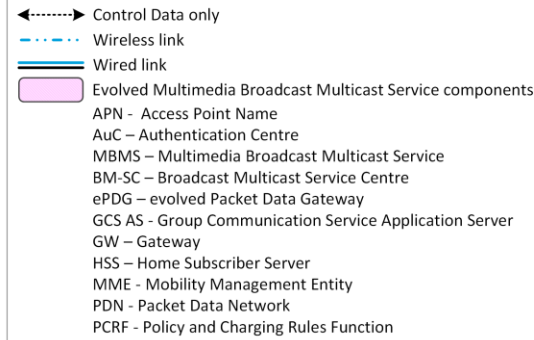 Control Data only
Wireless link
Wired link
Evolved Multimedia Broadcast Multicast Service components
APN - Access Point Name
AuC – Authentication Centre
MBMS – Multimedia Broadcast Multicast Service
BM-SC – Broadcast Multicast Service Centre
ePDG – evolved Packet Data Gateway
GCS AS - Group Communication Service Application Server
GW – Gateway
HSS – Home Subscriber Server
MME - Mobility Management Entity
PDN - Packet Data Network
PCRF - Policy and Charging Rules Function